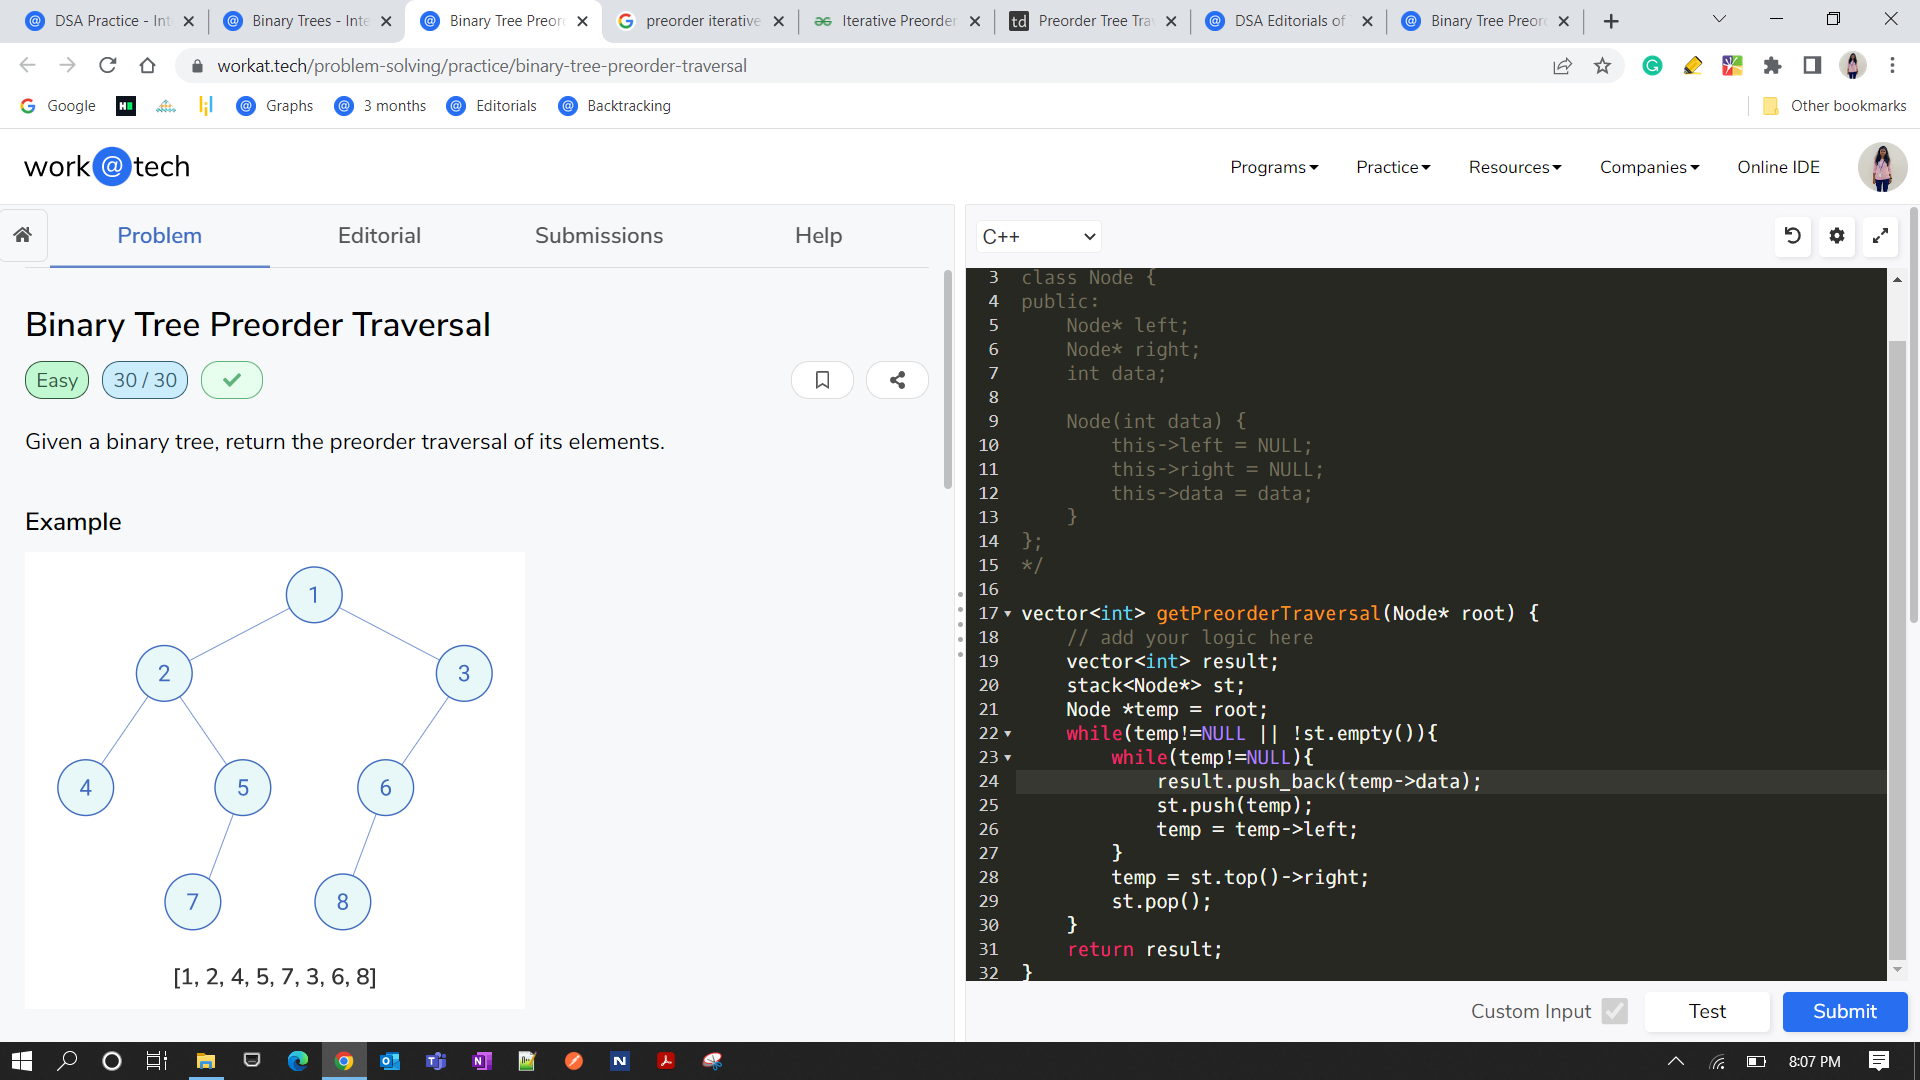 DSA Practice - Int
Binary Trees - Inte
Binary Tree Preord
preorder iterative
Iterative Preorder
td
Preorder Tree Tra
DSA Editorials of
Binary Tree Preord
workat.tech/problem-solving/practice/binary-tree-preorder-traversal
Google
Graphs
3 months
Editorials
Backtracking
Other bookmarks
work@tech
Programs
Practice
Resources
Companies
Online IDE
Problem
Editorial
Submissions
Help
C++
Binary Tree Preorder Traversal
Easy
30 / 30
Given a binary tree, return the preorder traversal of its elements.
Example
1
2
3
4
5
6
7
8
[1, 2, 4, 5, 7, 3, 6, 8]
3 class Node {
4 public:
5 Node* left;
6 Node* right;
7 int data;
8
9 Node(int data) {
10 this->left = NULL;
11 this->right = NULL;
12 this->data = data;
13 }
14 };
15 */
16
17 vector<int> getPreorderTraversal(Node* root) {
18 // add your logic here
19 vector<int> result;
20 stack<Node*> st;
21 Node *temp = root;
22 while(temp!=NULL || !st.empty()){
23 while(temp!=NULL){
24 result.push_back(temp->data);
25 st.push(temp);
26 temp = temp->left;
27 }
28 temp = st.top()->right;
29 st.pop();
30 }
31 return result;
32 }
Custom Input
Test
Submit
8:07 PM